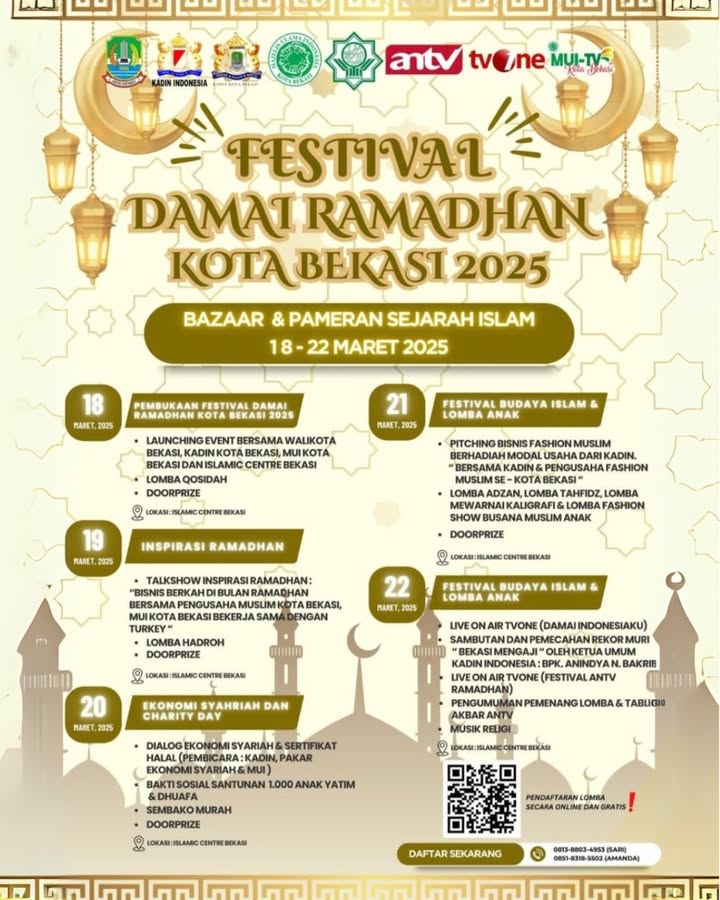 KADIN INDONESIA
antv
tvOne
MUI-TV
Kota Bekasi
FESTIVAL
DAMAI RAMADHAN
KOTA BEKASI 2025
BAZAAR & PAMERAN SEJARAH ISLAM
18 - 22 MARET 2025
18
MARET, 2025
PEMBUKAAN FESTIVAL DAMAI
RAMADHAN KOTA BEKASI 2025
• LAUNCHING EVENT BERSAMA WALIKOTA
BEKASI, KADIN KOTA BEKASI, MUI KOTA
BEKASI DAN ISLAMIC CENTRE BEKASI
• LOMBA QOSIDAH
• DOORPRIZE
LOKASI : ISLAMIC CENTRE BEKASI
19
MARET, 2025
INSPIRASI RAMADHAN
• TALKSHOW INSPIRASI RAMADHAN :
“BISNIS BERKAH DI BULAN RAMADHAN
BERSAMA PENGUSAHA MUSLIM KOTA BEKASI,
MUI KOTA BEKASI BEKERJA SAMA DENGAN
TURKEY “
• LOMBA HADROH
• DOORPRIZE
LOKASI : ISLAMIC CENTRE BEKASI
20
MARET, 2025
EKONOMI SYAHRIAH DAN
CHARITY DAY
• DIALOG EKONOMI SYARIAH & SERTIFIKAT
HALAL (PEMBICARA : KADIN, PAKAR
EKONOMI SYARIAH & MUI )
• BAKTI SOSIAL SANTUNAN 1.000 ANAK YATIM
& DHUAFA
• SEMBAKO MURAH
• DOORPRIZE
LOKASI : ISLAMIC CENTRE BEKASI
21
MARET, 2025
FESTIVAL BUDAYA ISLAM &
LOMBA ANAK
• PITCHING BISNIS FASHION MUSLIM
BERHADIAH MODAL USAHA DARI KADIN.
“ BERSAMA KADIN & PENGUSAHA FASHION
MUSLIM SE - KOTA BEKASI “
• LOMBA ADZAN, LOMBA TAHFIDZ, LOMBA
MEWARNAI KALIGRAFI & LOMBA FASHION
SHOW BUSANA MUSLIM ANAK
• DOORPRIZE
LOKASI : ISLAMIC CENTRE BEKASI
22
MARET, 2025
FESTIVAL BUDAYA ISLAM &
LOMBA ANAK
• LIVE ON AIR TVONE (DAMAI INDONESIAKU)
• SAMBUTAN DAN PEMECAHAN REKOR MURI
“ BEKASI MENGAJI “ OLEH KETUA UMUM
KADIN INDONESIA : BPK. ANINDYA N. BAKRIE
• LIVE ON AIR TVONE (FESTIVAL ANTV
RAMADHAN)
• PENGUMUMAN PEMENANG LOMBA & TABLIGH
AKBAR ANTV
• MUSIK RELIGI
LOKASI : ISLAMIC CENTRE BEKASI
PENDAFTARAN LOMBA
SECARA ONLINE DAN GRATIS !
DAFTAR SEKARANG
0813-8803-4953 (SARI)
0851-8318-5502 (AMANDA)